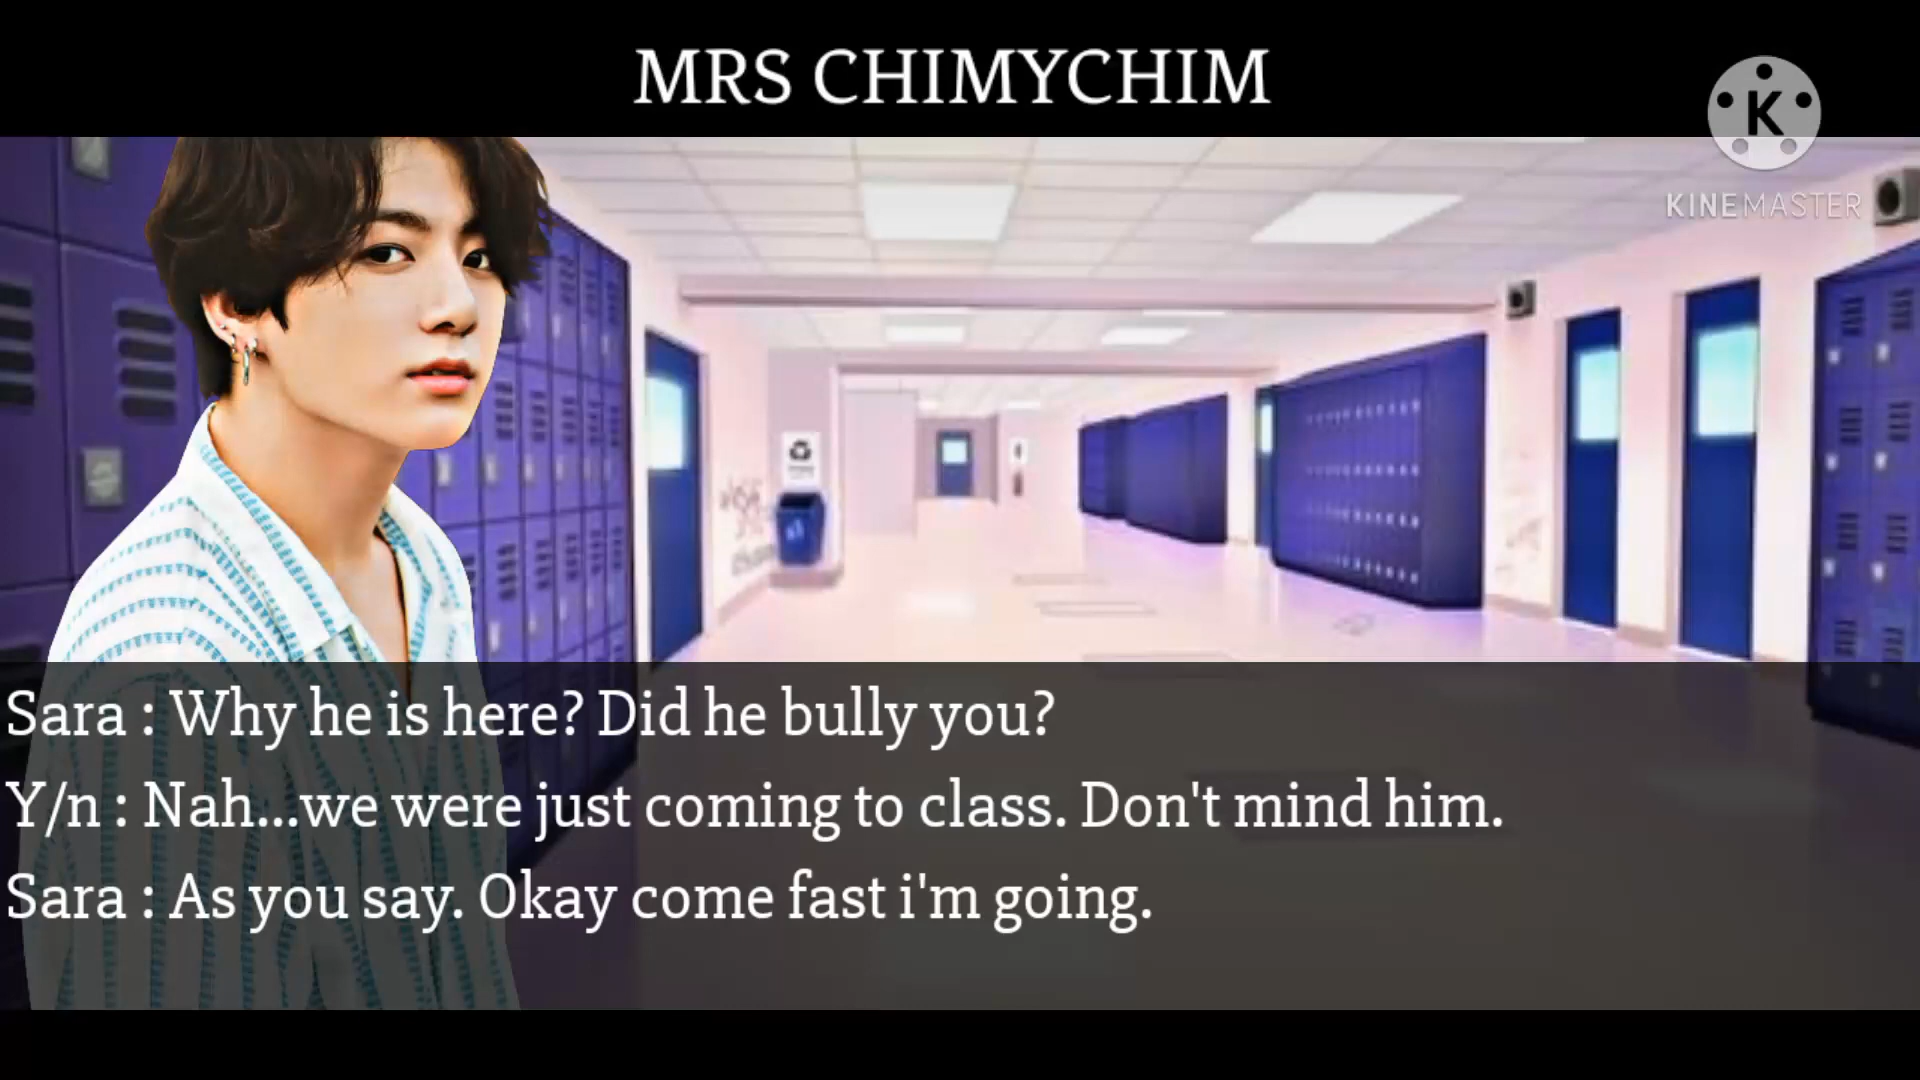 MRS CHIMYCHIM
K
KINEMASTER
Sara : Why he is here? Did he bully you?
Y/n : Nah...we were just coming to class. Don't mind him.
Sara : As you say. Okay come fast i'm going.